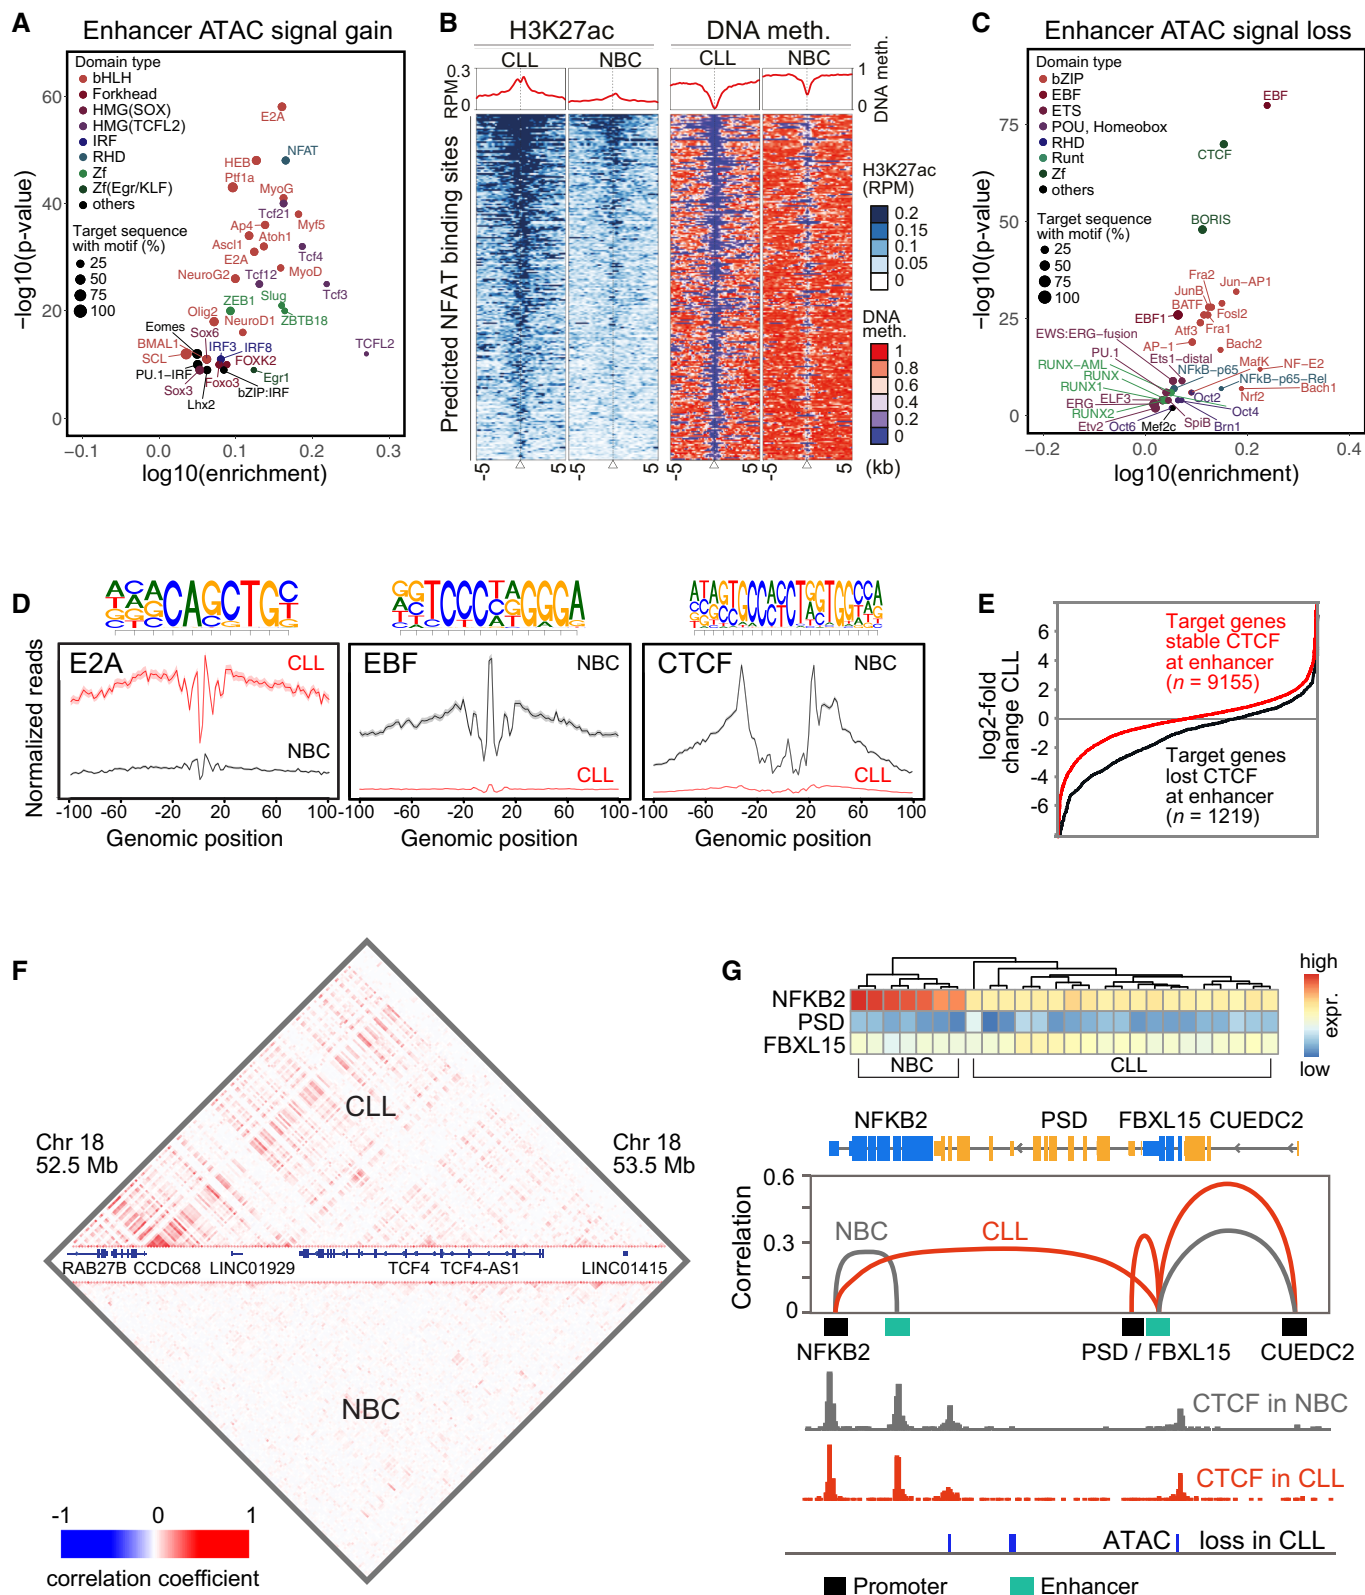 A
Enhancer ATAC signal gain
Domain type
bHLH
Forkhead
HMG(SOX)
HMG(TCFL2)
IRF
RHD
Zf
Zf(Egr/KLF)
others
Target sequence
with motif (%)
25
50
75
100
E2A
NFAT
HEB
Ptf1a
MyoG
Tcf21
Myf5
Ap4
Atoh1
Ascl1
E2A
Tcf4
NeuroG2
Tcf12
MyoD
Tcf3
ZEB1
Slug
ZBTB18
Olig2
NeuroD1
Eomes
Sox6
BMAL1
IRF3
IRF8
TCFL2
SCL
FOXK2
PU.1-IRF
Foxo3
Egr1
Sox3
bZIP:IRF
Lhx2
60
40
20
0
−log10(p-value)
−0.1
0.0
0.1
0.2
0.3
log10(enrichment)
B
H3K27ac
DNA meth.
CLL
NBC
CLL
NBC
0.3
0
RPM
1
0
DNA meth.
Predicted NFAT binding sites
H3K27ac
(RPM)
0.2
0.15
0.1
0.05
0
DNA
meth.
1
0.8
0.6
0.4
0.2
0
-5
5
-5
5
-5
5
-5
5
(kb)
C
Enhancer ATAC signal loss
Domain type
bZIP
EBF
ETS
POU, Homeobox
RHD
Runt
Zf
others
Target sequence
with motif (%)
25
50
75
100
EBF
CTCF
BORIS
Fra2
Jun-AP1
JunB
BATF
Fosl2
EBF1
Fra1
Atf3
EWS:ERG-fusion
AP-1
Bach2
PU.1
Ets1-distal
MafK
NF-E2
RUNX-AML
NFkB-p65
RUNX
NFkB-p65-Rel
RUNX1
Bach1
Nrf2
ERG
ELF3
Oct2
RUNX2
Oct4
Etv2
Oct6
Mef2c
SpiB
Brn1
75
50
25
0
−log10(p-value)
−0.2
0.0
0.2
0.4
log10(enrichment)
D
E2A
CLL
NBC
EBF
NBC
CLL
CTCF
NBC
CLL
Normalized reads
-100
-60
-20
20
60
100
-100
-60
-20
20
60
100
-100
-60
-20
20
60
100
Genomic position
Genomic position
Genomic position
E
log2-fold
change CLL
6
4
2
0
-2
-4
-6
Target genes
stable CTCF
at enhancer
(n = 9155)
Target genes
lost CTCF
at enhancer
(n = 1219)
F
CLL
Chr 18
52.5 Mb
Chr 18
53.5 Mb
RAB27B
CCDC68
LINC01929
TCF4
TCF4-AS1
LINC01415
NBC
-1
0
1
correlation coefficient
G
NFKB2
PSD
FBXL15
NBC
CLL
high
expr.
low
NFKB2
PSD
FBXL15
CUEDC2
Correlation
0.6
0.3
0
NBC
CLL
NFKB2
PSD / FBXL15
CUEDC2
CTCF in NBC
CTCF in CLL
ATAC loss in CLL
Promoter
Enhancer